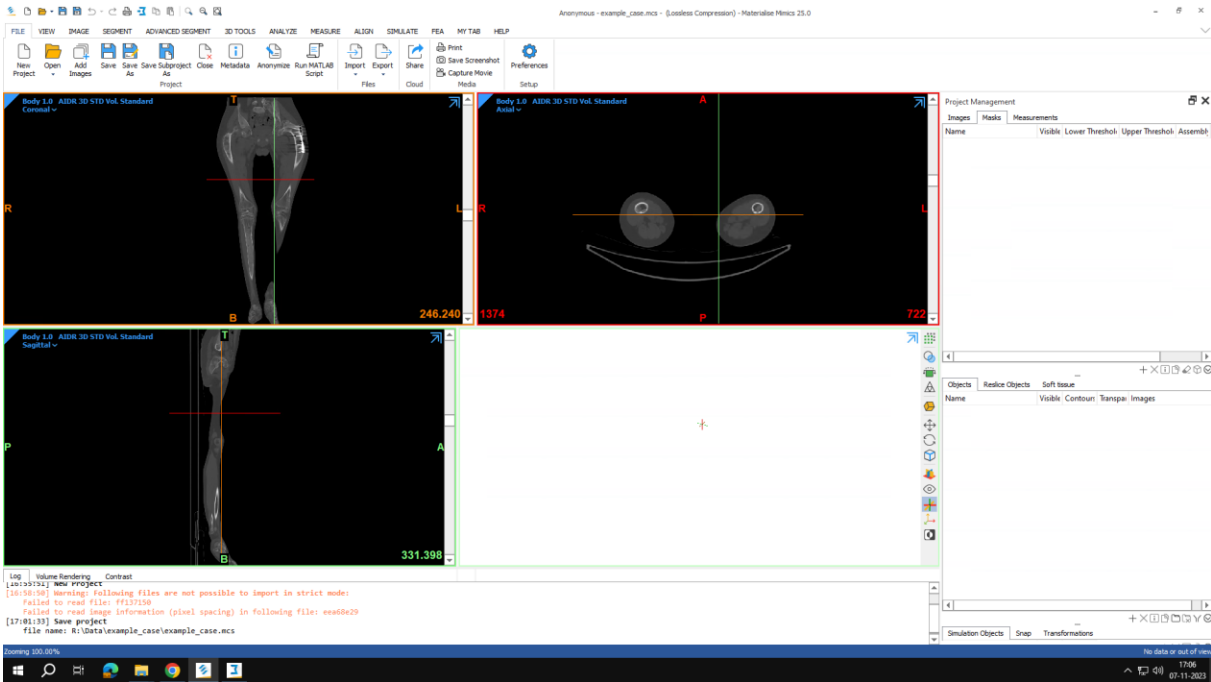 Anonymous - example_case.mcs - (Lossless Compression) - Materialise Mimics 25.0
FILE VIEW IMAGE SEGMENT ADVANCED SEGMENT 3D TOOLS ANALYZE MEASURE ALIGN SIMULATE FEA MY TAB HELP
New Project
Open
Add Images
Save
Save As
Save Subproject As
Close
Metadata
Anonymize
Run MATLAB Script
Import
Export
Share
Print
Save Screenshot
Capture Movie
Preferences
Project
Files
Cloud
Media
Setup
Body 1.0 AIDR 3D STD Vol. Standard
Coronal
T
R
L
B
246.240
Body 1.0 AIDR 3D STD Vol. Standard
Axial
A
R
L
1374
P
722
Body 1.0 AIDR 3D STD Vol. Standard
Sagittal
T
P
A
B
331.398
Project Management
Images Masks Measurements
Name Visible Lower Threshol Upper Threshol Assembl
Objects Reslice Objects Soft tissue
Name Visible Contour Transpa Images
Simulation Objects Snap Transformations
Log Volume Rendering Contrast
[16:55:51] New Project
[16:58:50] Warning: Following files are not possible to import in strict mode:
Failed to read file: ff137150
Failed to read image information (pixel spacing) in following file: eea68e29
[17:01:33] Save project
file name: R:\Data\example_case\example_case.mcs
Zooming 100.00%
No data or out of view
17:06
07-11-2023